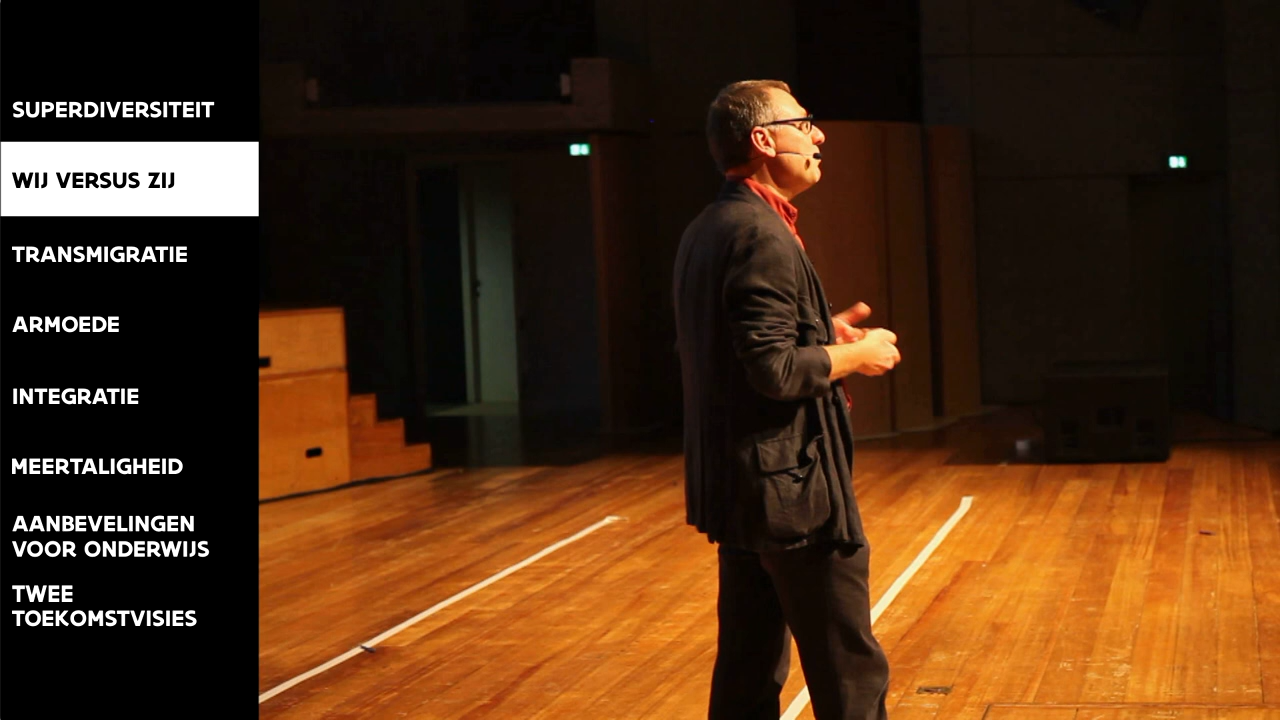 SUPERDIVERSITEIT
WIJ VERSUS ZIJ
TRANSMIGRATIE
ARMOEDE
INTEGRATIE
MEERTALIGHEID
AANBEVELINGEN
VOOR ONDERWIJS
TWEE
TOEKOMSTVISIES